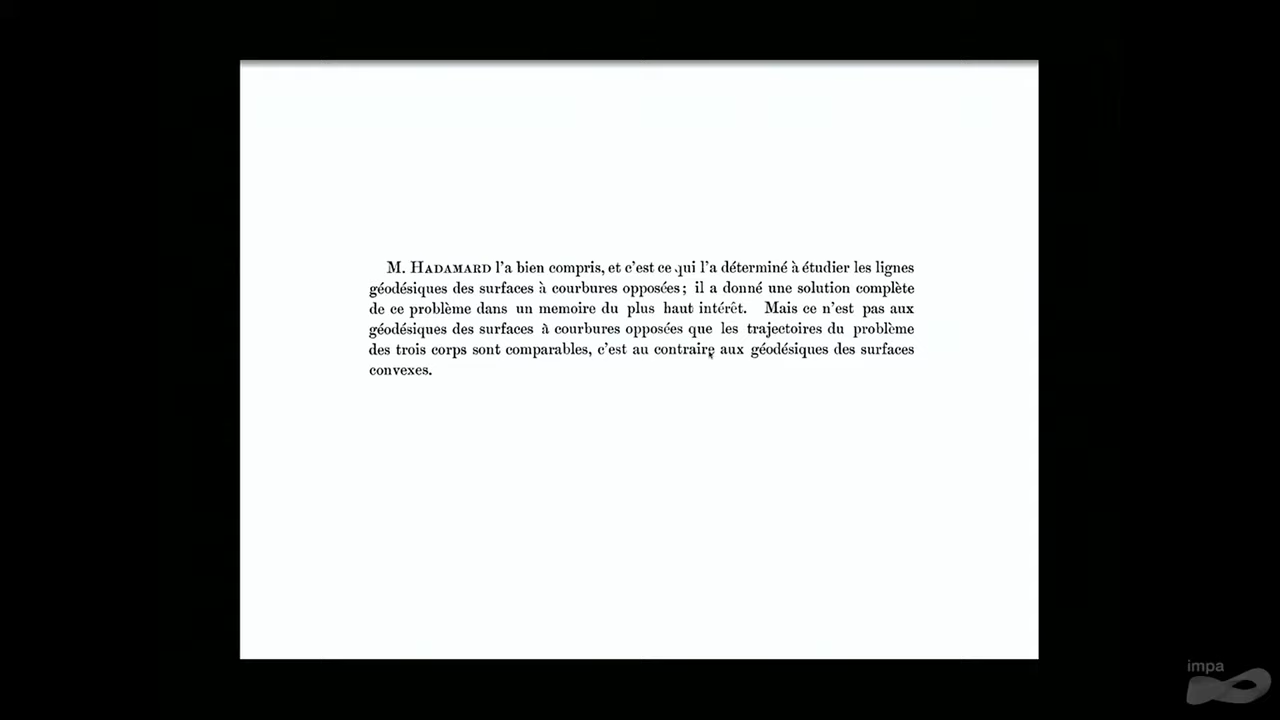 M. HADAMARD l'a bien compris, et c'est ce qui l'a déterminé à étudier les lignes
géodésiques des surfaces à courbures opposées; il a donné une solution complète
de ce problème dans un memoire du plus haut intérêt. Mais ce n'est pas aux
géodésiques des surfaces à courbures opposées que les trajectoires du problème
des trois corps sont comparables, c'est au contraire aux géodésiques des surfaces
convexes.
impa